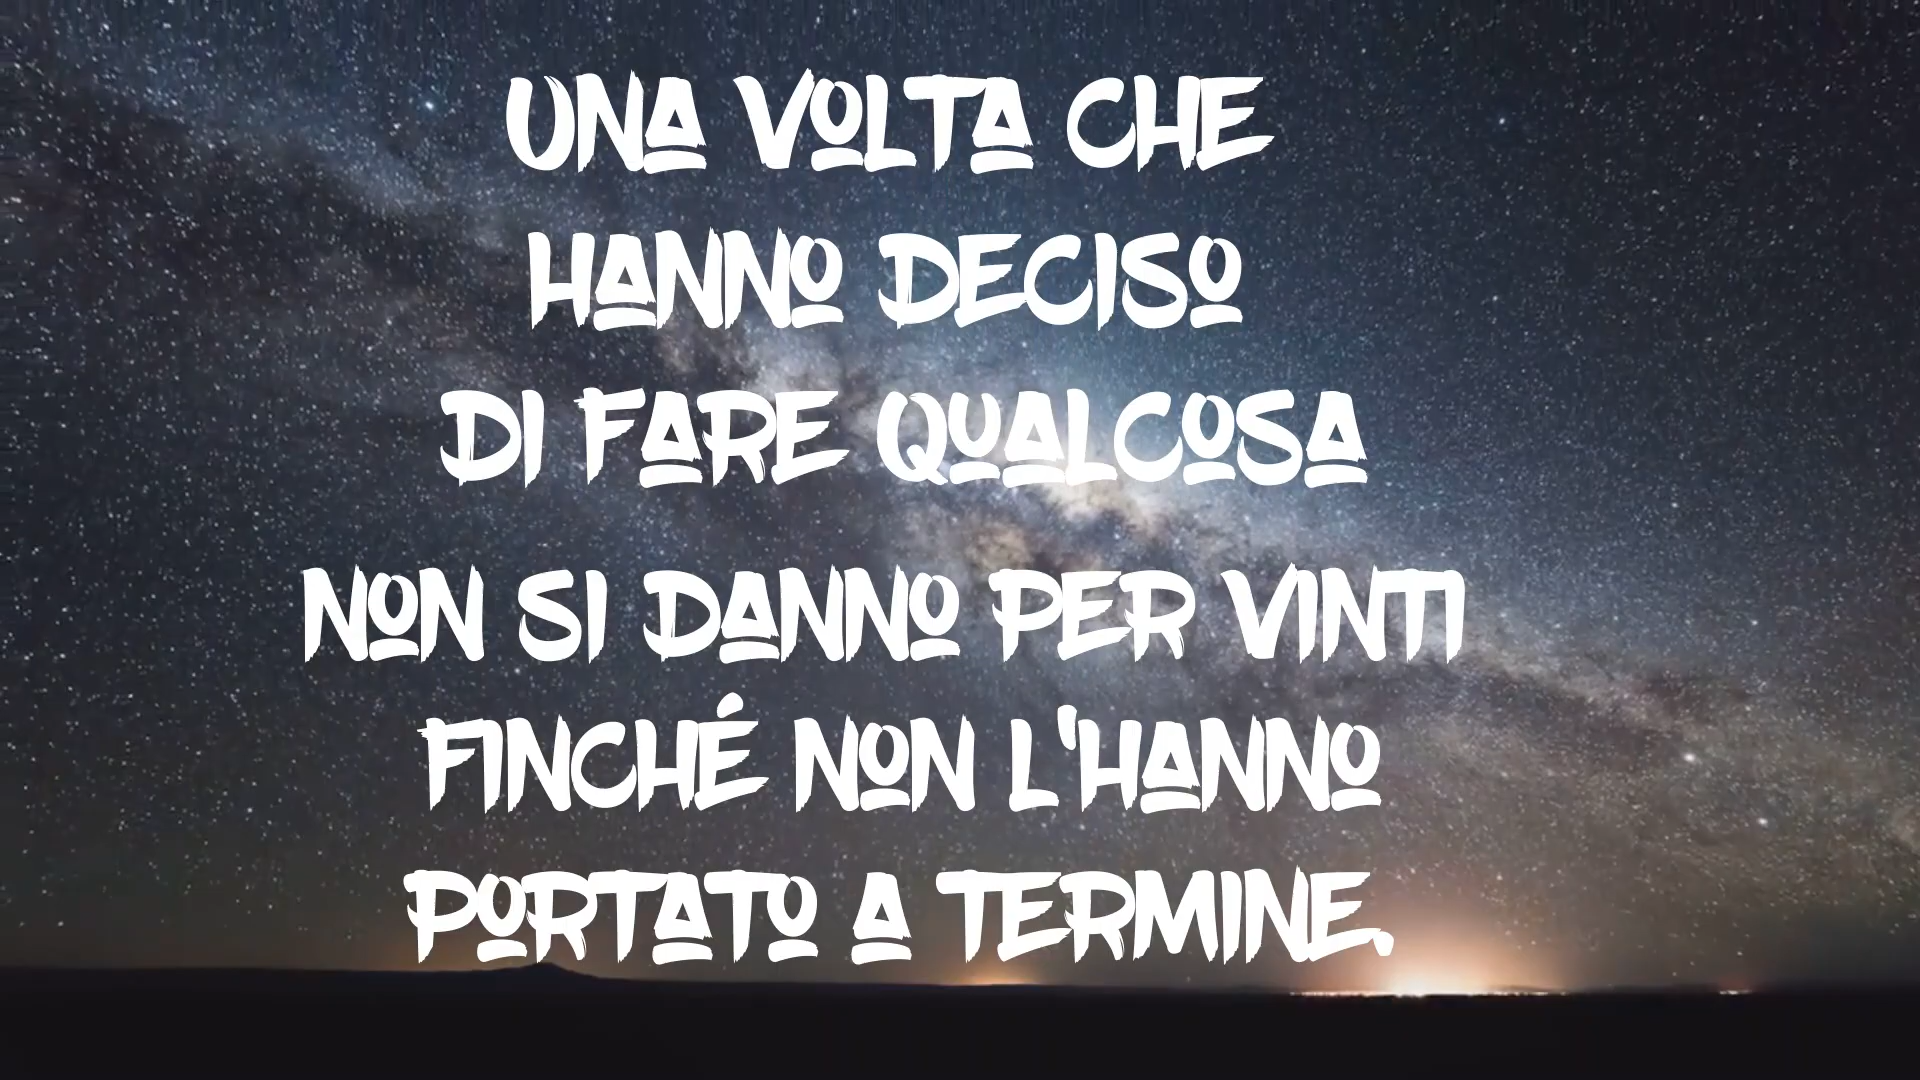 UNA VOLTA CHE
HANNO DECISO
DI FARE QUALCOSA
NON SI DANNO PER VINTI
FINCHÉ NON L'HANNO
PORTATO A TERMINE.